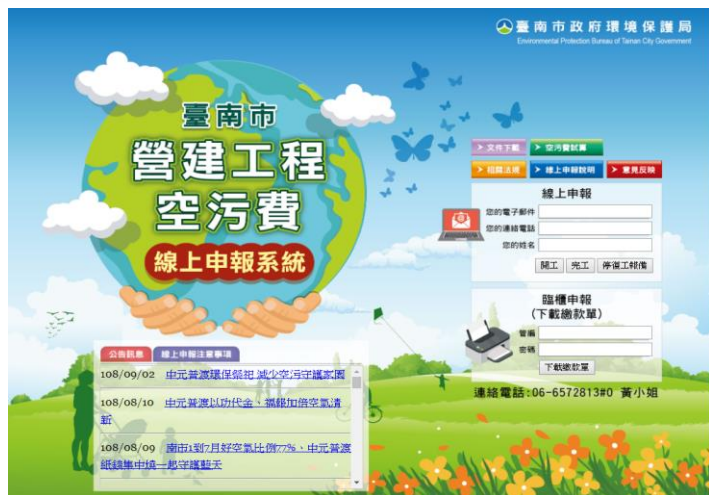 臺南市政府環境保護局
Environmental Protection Bureau of Tainan City Government
臺南市
營建工程
空污費
線上申報系統
文件下載
空污費試算
相關法規
線上申報說明
意見反映
線上申報
您的電子郵件
您的連絡電話
您的姓名
開工 完工 停復工報備
臨櫃申報
(下載繳款單)
管編
密碼
下載繳款單
連絡電話:06-6572813#0 黃小姐
公告訊息
線上申報注意事項
108/09/02 中元普渡環保祭祀 減少空污守護家園
108/08/10 中元普渡以功代金、福報加倍空氣清
新
108/08/09 南市1到7月好空氣比例77%、中元普渡
紙錢集中燒一起守護藍天